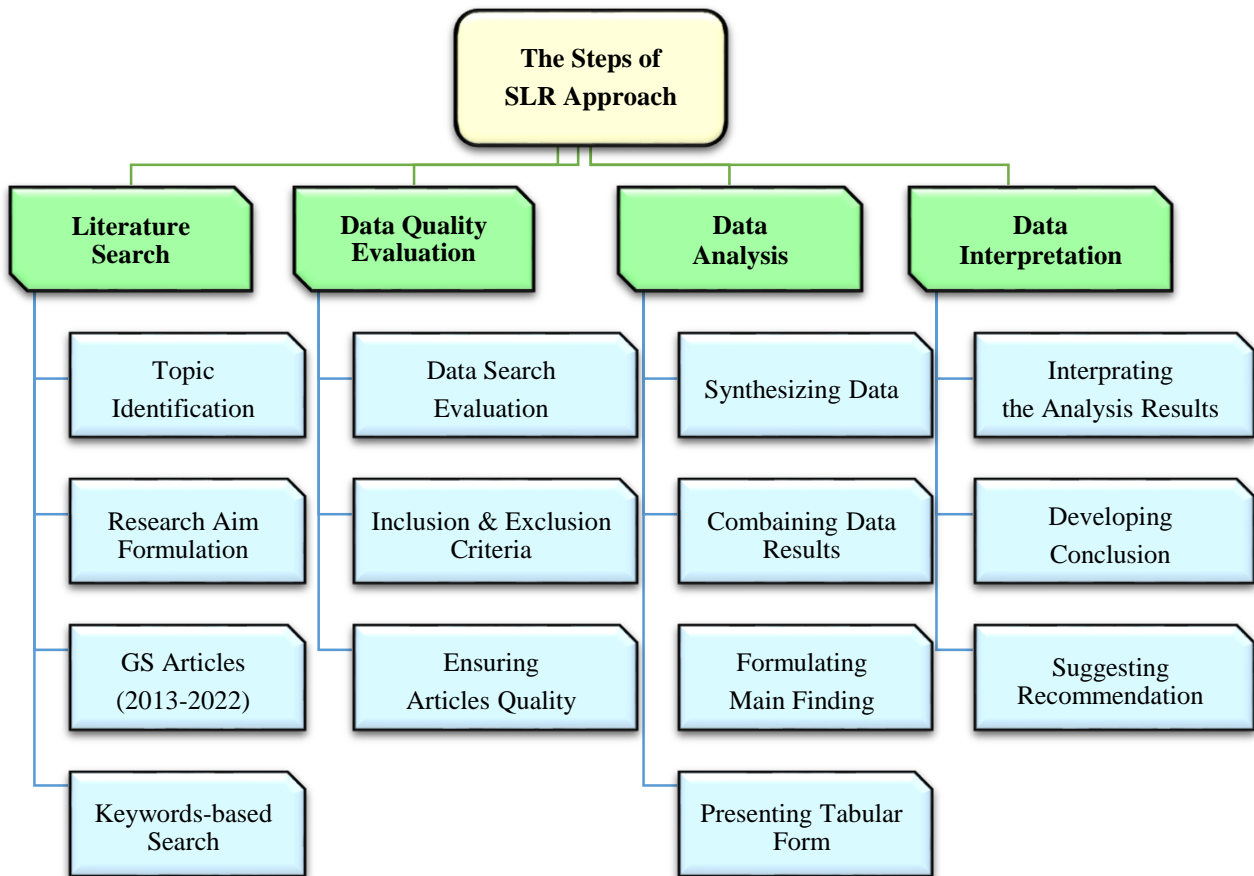 The Steps of
SLR Approach
Literature
Search
Topic
Identification
Research Aim
Formulation
GS Articles
(2013-2022)
Keywords-based
Search
Data Quality
Evaluation
Data Search
Evaluation
Inclusion & Exclusion
Criteria
Ensuring
Articles Quality
Data
Analysis
Synthesizing Data
Combaining Data
Results
Formulating
Main Finding
Presenting Tabular
Form
Data
Interpretation
Interprating
the Analysis Results
Developing
Conclusion
Suggesting
Recommendation